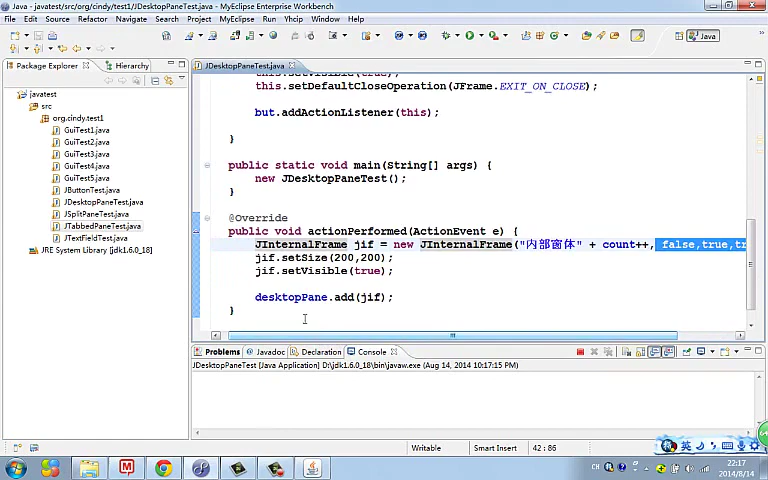 Java - javatest/src/org/cindy/test1/JDesktopPaneTest.java - MyEclipse Enterprise Workbench
File Edit Source Refactor Navigate Search Project MyEclipse Run Yhcip Window Help
Java
Package Explorer Hierarchy
JDesktopPaneTest.java
javatest
src
org.cindy.test1
GuiTest1.java
GuiTest2.java
GuiTest3.java
GuiTest4.java
GuiTest5.java
JButtonTest.java
JDesktopPaneTest.java
JSplitPaneTest.java
JTabbedPaneTest.java
JTextFieldTest.java
JRE System Library [jdk1.6.0_18]
this.setVisible(true);
this.setDefaultCloseOperation(JFrame.EXIT_ON_CLOSE);
but.addActionListener(this);
}
public static void main(String[] args) {
new JDesktopPaneTest();
}
@Override
public void actionPerformed(ActionEvent e) {
JInternalFrame jif = new JInternalFrame("内部窗体" + count++, false,true,tr
jif.setSize(200,200);
jif.setVisible(true);
desktopPane.add(jif);
}
Problems Javadoc Declaration Console
JDesktopPaneTest [Java Application] D:\jdk1.6.0_18\bin\javaw.exe (Aug 14, 2014 10:17:15 PM)
Writable Smart Insert 42 : 86
英
CH 22:17
2014/8/14